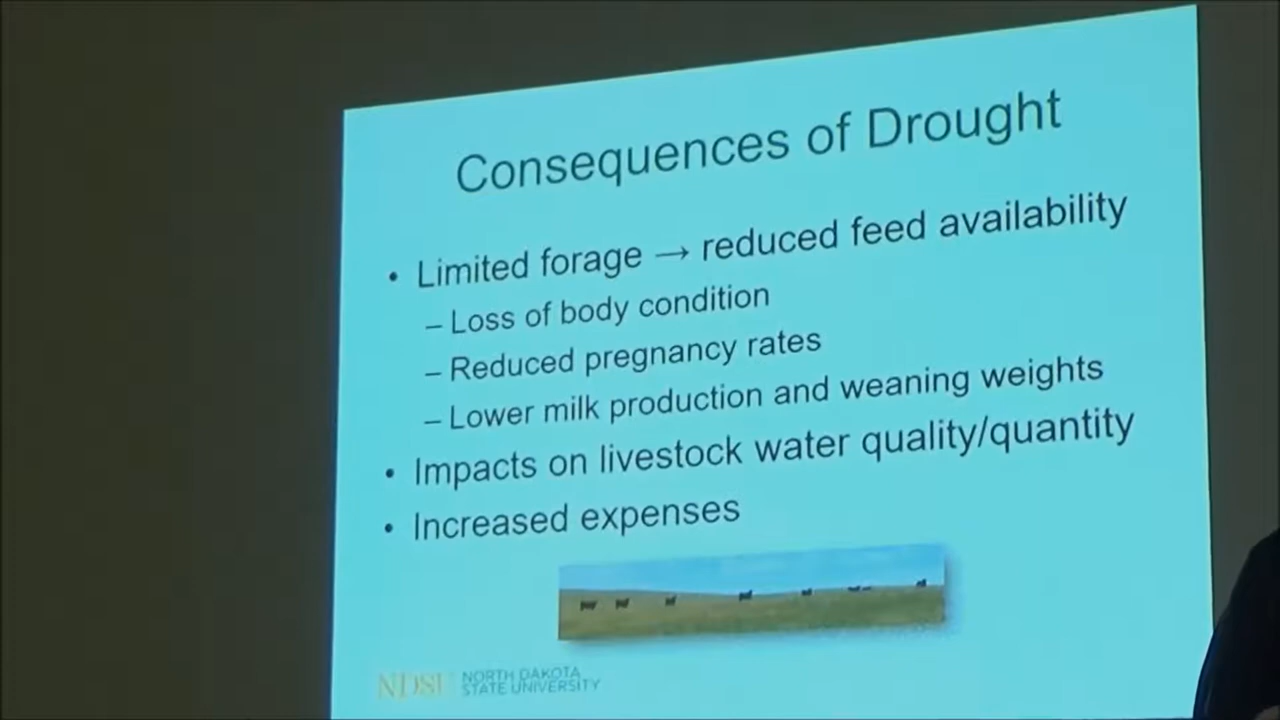 Consequences of Drought
• Limited forage → reduced feed availability
– Loss of body condition
– Reduced pregnancy rates
– Lower milk production and weaning weights
• Impacts on livestock water quality/quantity
• Increased expenses
NDSU NORTH DAKOTA
STATE UNIVERSITY